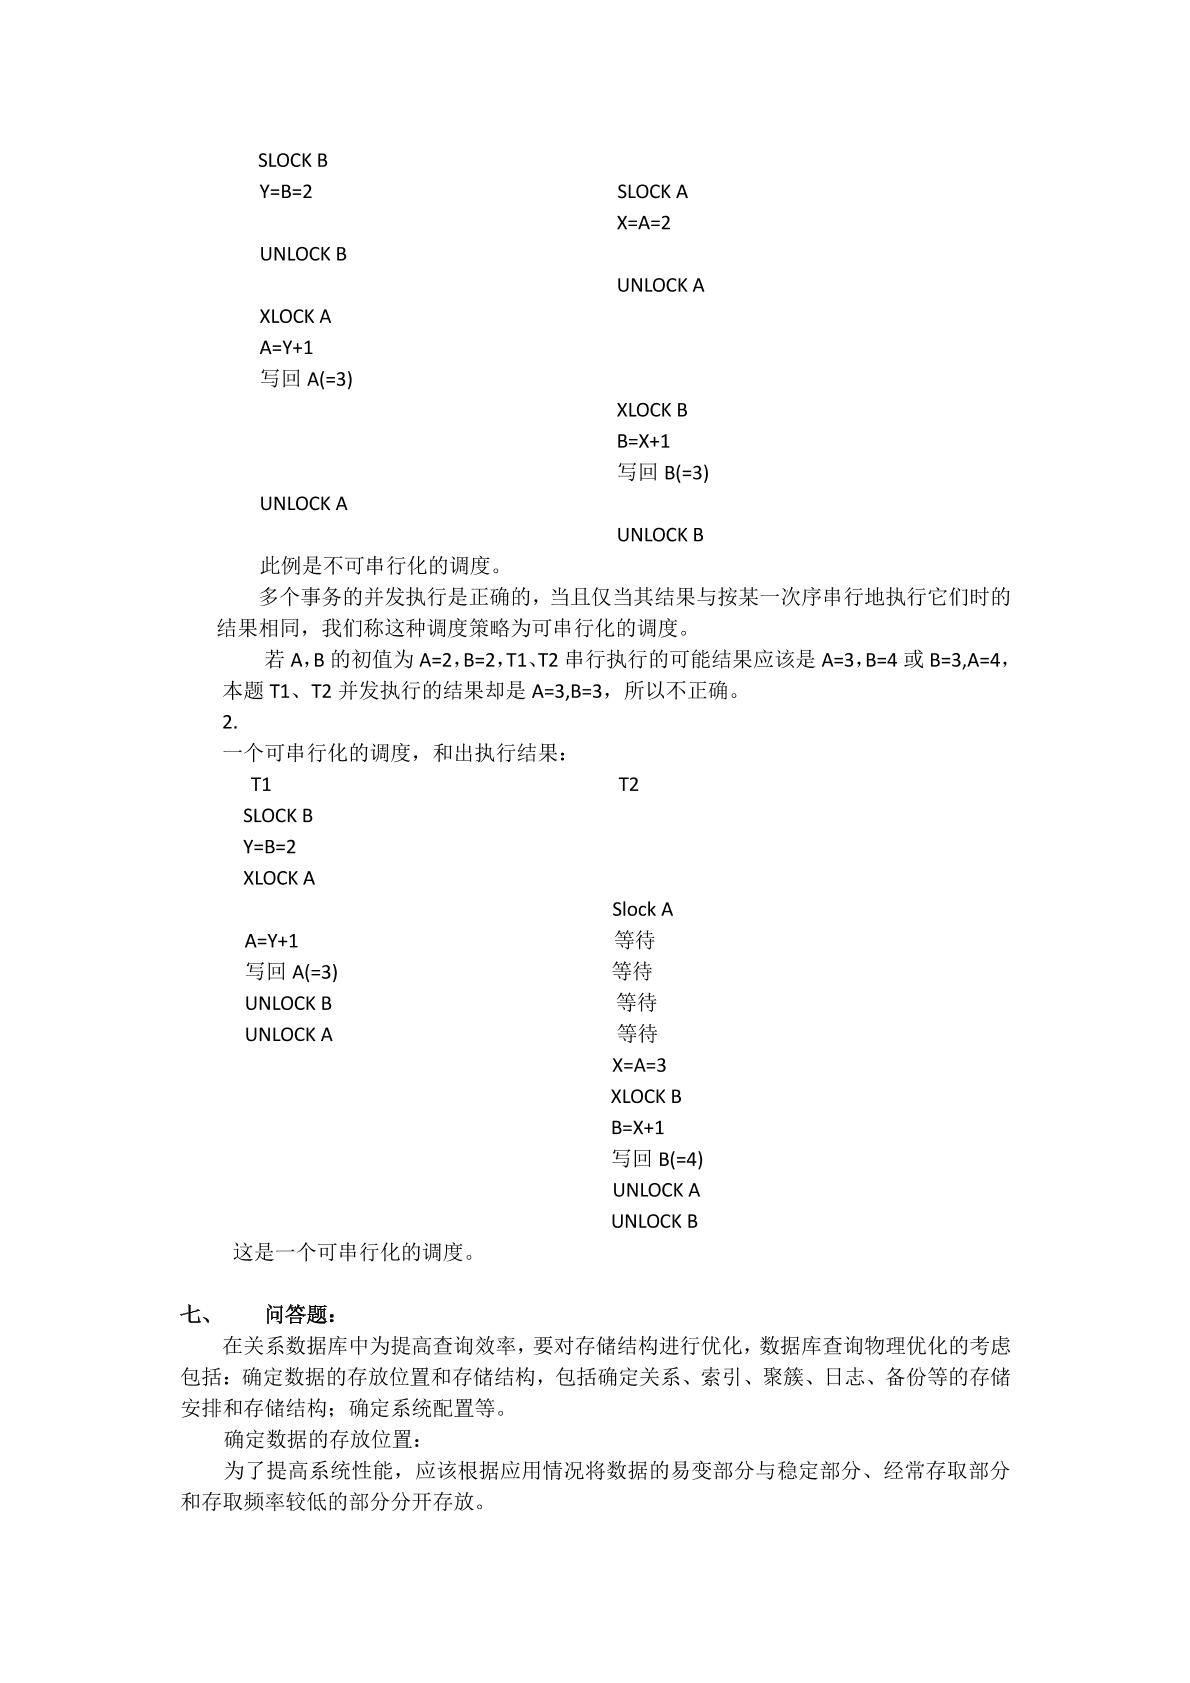 SLOCK B
Y=B=2 SLOCK A
X=A=2
UNLOCK B
UNLOCK A
XLOCK A
A=Y+1
写回 A(=3)
XLOCK B
B=X+1
写回 B(=3)
UNLOCK A
UNLOCK B
此例是不可串行化的调度。
多个事务的并发执行是正确的，当且仅当其结果与按某一次序串行地执行它们时的
结果相同，我们称这种调度策略为可串行化的调度。
若 A，B 的初值为 A=2，B=2，T1、T2 串行执行的可能结果应该是 A=3，B=4 或 B=3,A=4，
本题 T1、T2 并发执行的结果却是 A=3,B=3，所以不正确。
2.
一个可串行化的调度，和出执行结果：
T1 T2
SLOCK B
Y=B=2
XLOCK A
Slock A
A=Y+1 等待
写回 A(=3) 等待
UNLOCK B 等待
UNLOCK A 等待
X=A=3
XLOCK B
B=X+1
写回 B(=4)
UNLOCK A
UNLOCK B
这是一个可串行化的调度。
七、 问答题：
在关系数据库中为提高查询效率，要对存储结构进行优化，数据库查询物理优化的考虑
包括：确定数据的存放位置和存储结构，包括确定关系、索引、聚簇、日志、备份等的存储
安排和存储结构；确定系统配置等。
确定数据的存放位置：
为了提高系统性能，应该根据应用情况将数据的易变部分与稳定部分、经常存取部分
和存取频率较低的部分分开存放。